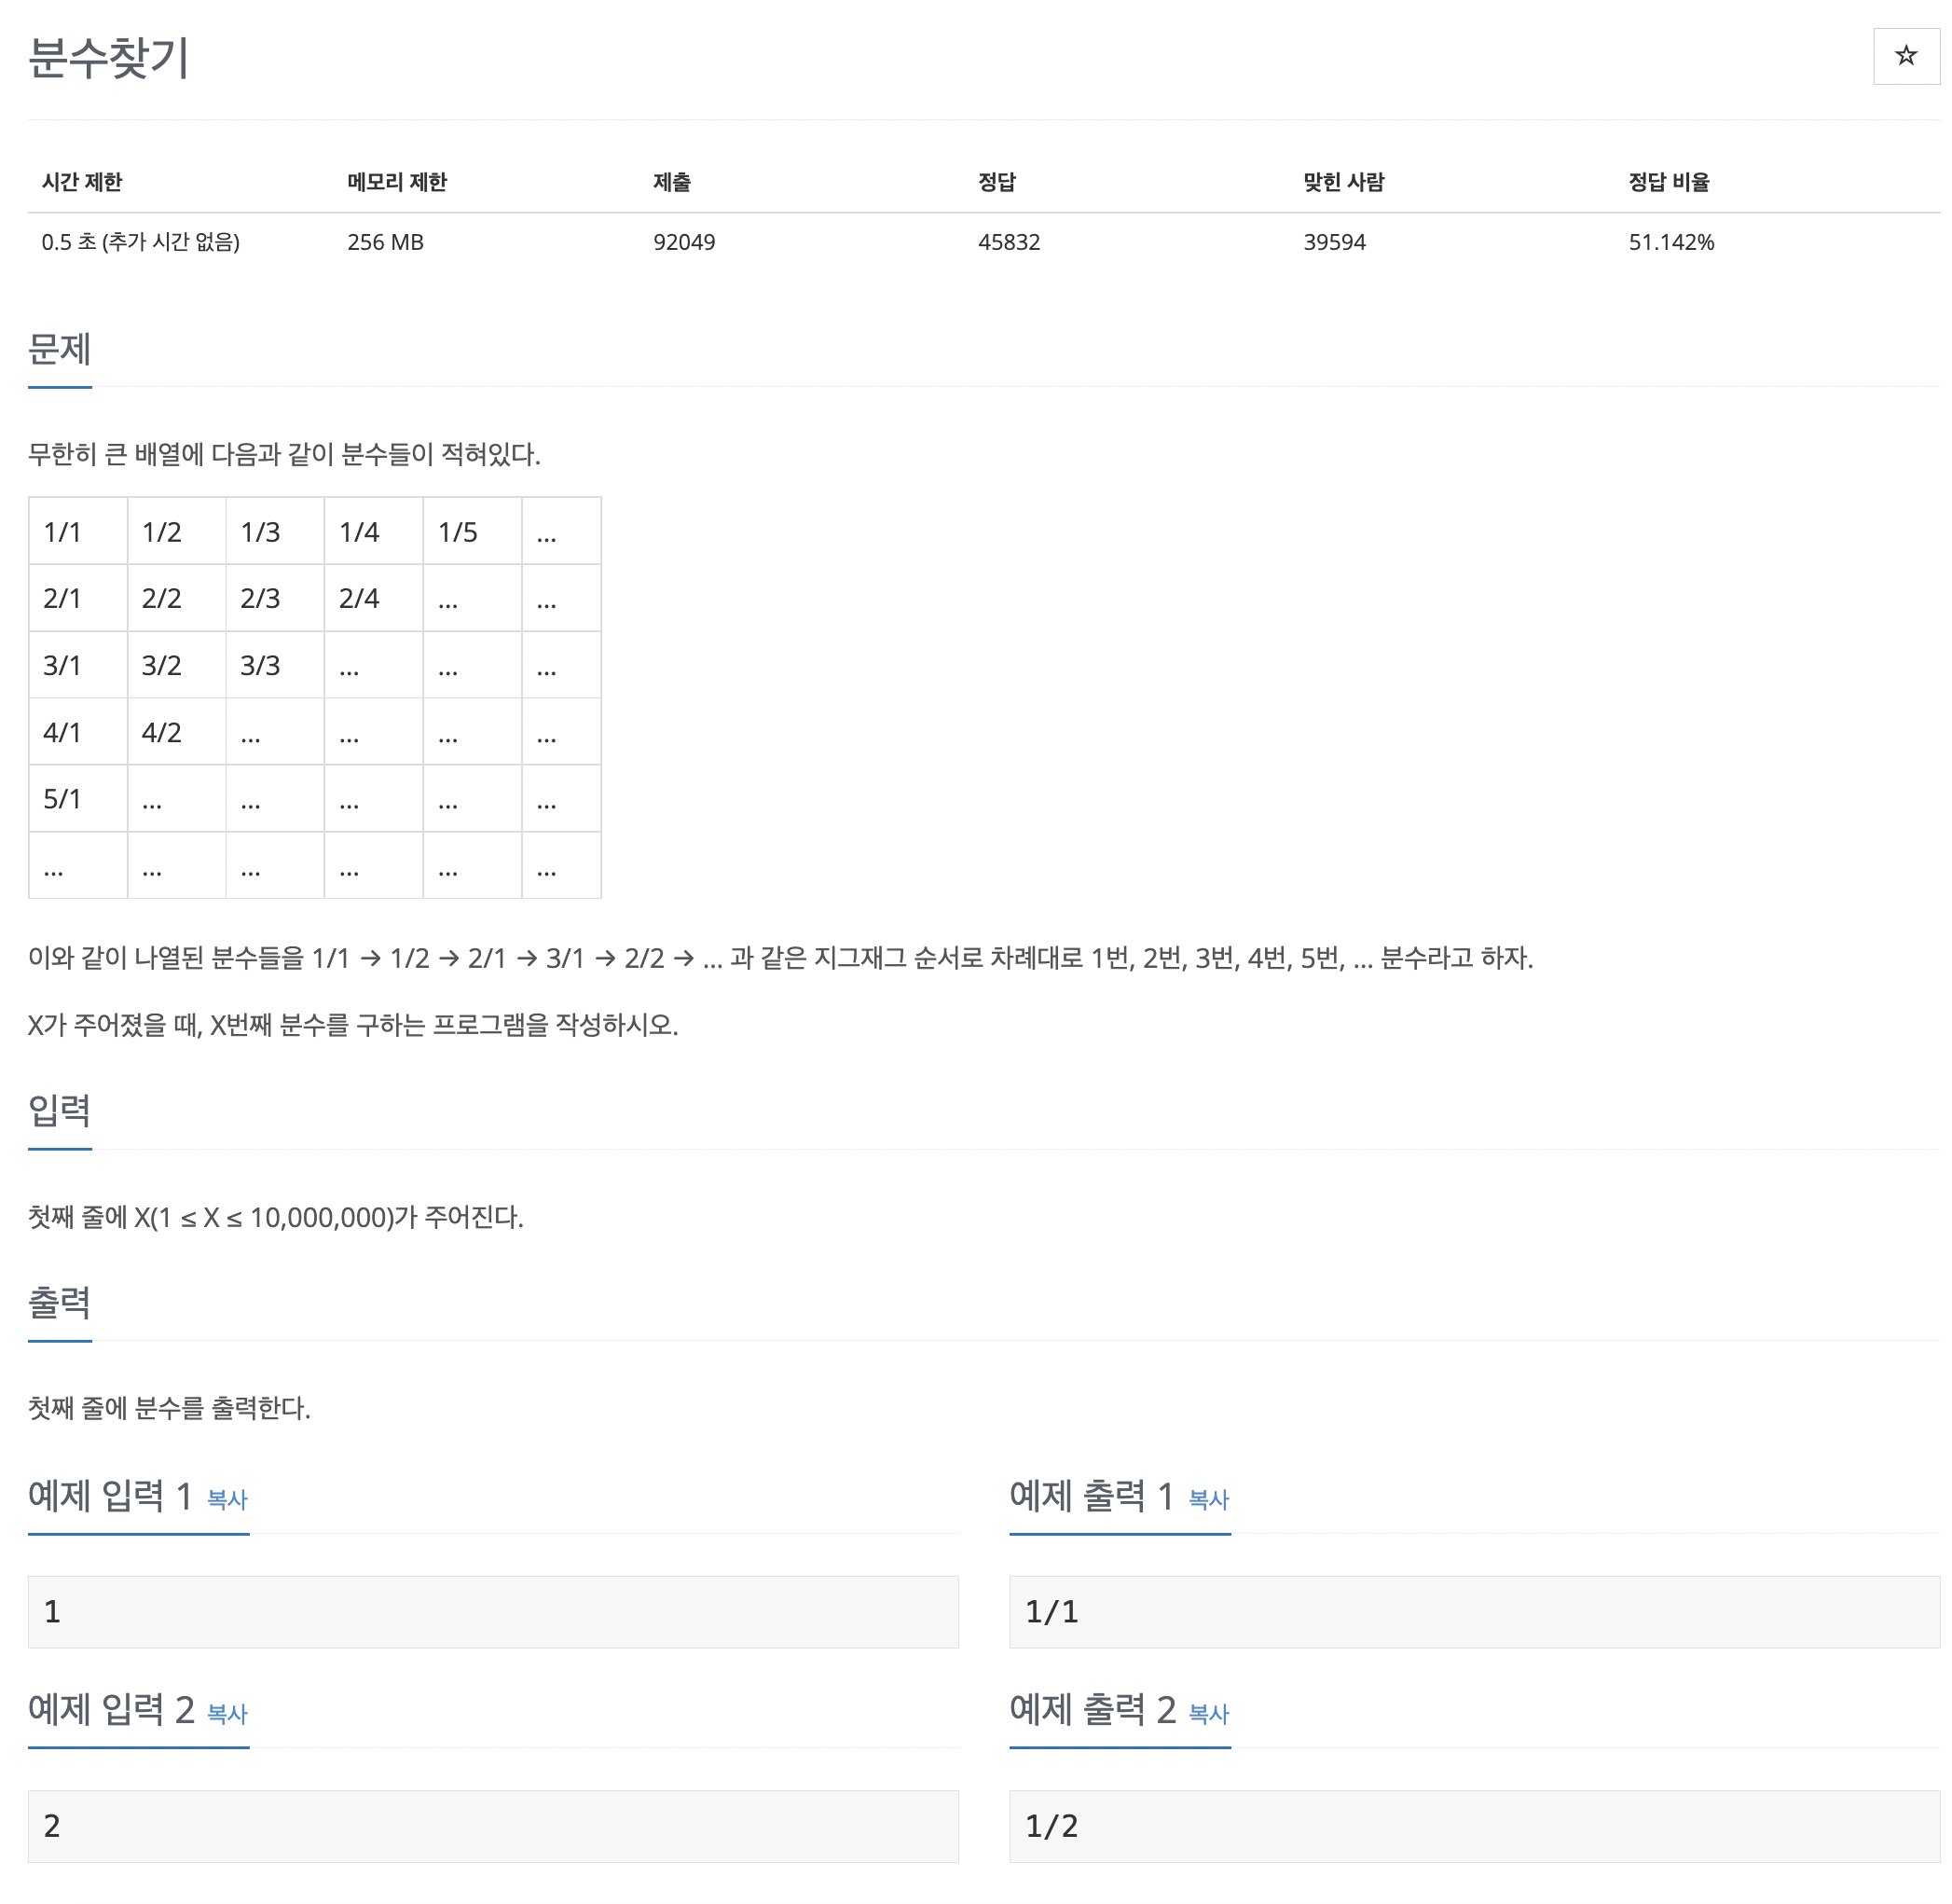 분수찾기
☆
시간 제한 메모리 제한 제출 정답 맞힌 사람 정답 비율
0.5 초 (추가 시간 없음) 256 MB 92049 45832 39594 51.142%
문제
무한히 큰 배열에 다음과 같이 분수들이 적혀있다.
1/1 1/2 1/3 1/4 1/5 ...
2/1 2/2 2/3 2/4 ... ...
3/1 3/2 3/3 ... ... ...
4/1 4/2 ... ... ... ...
5/1 ... ... ... ... ...
... ... ... ... ... ...
이와 같이 나열된 분수들을 1/1 → 1/2 → 2/1 → 3/1 → 2/2 → … 과 같은 지그재그 순서로 차례대로 1번, 2번, 3번, 4번, 5번, … 분수라고 하자.
X가 주어졌을 때, X번째 분수를 구하는 프로그램을 작성하시오.
입력
첫째 줄에 X(1 ≤ X ≤ 10,000,000)가 주어진다.
출력
첫째 줄에 분수를 출력한다.
예제 입력 1 복사
예제 출력 1 복사
1
1/1
예제 입력 2 복사
예제 출력 2 복사
2
1/2